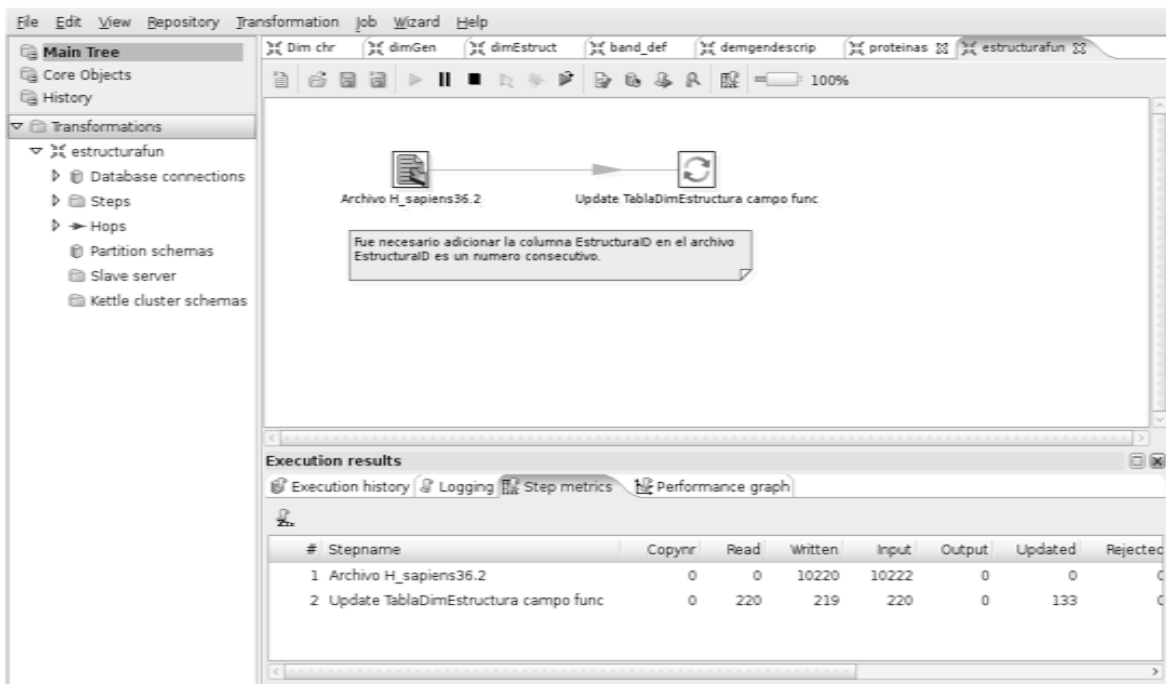 File Edit View Repository Transformation Job Wizard Help
Main Tree
Core Objects
History
Transformations
estructurafun
Database connections
Steps
Hops
Partition schemas
Slave server
Kettle cluster schemas
Dim chr dimGen dimEstruct band_def demgendescrip proteinas estructurafun
100%
Archivo H_sapiens36.2 Update TablaDimEstructura campo func
Fue necesario adicionar la columna EstructuraID en el archivo
EstructuraID es un numero consecutivo.
Execution results
Execution history Logging Step metrics Performance graph
# Stepname Copynr Read Written Input Output Updated Rejected
1 Archivo H_sapiens36.2 0 0 10220 10222 0 0 0
2 Update TablaDimEstructura campo func 0 220 219 220 0 133 0